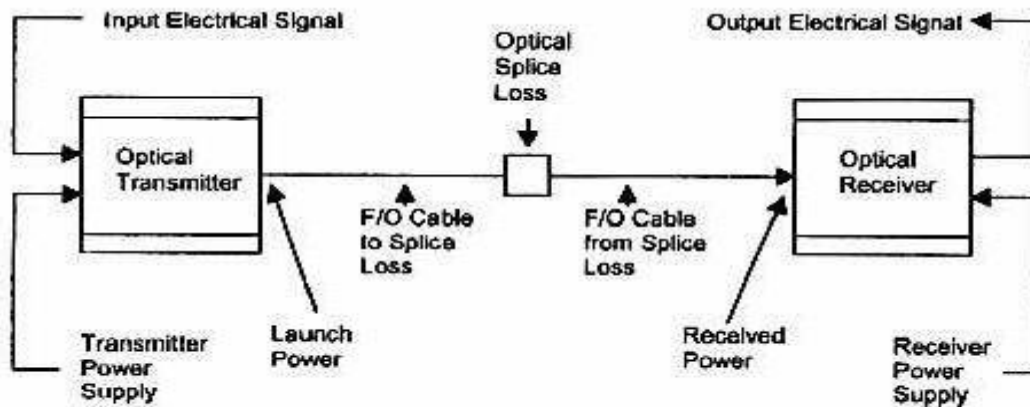 Input Electrical Signal
Output Electrical Signal
Optical
Splice
Loss
Optical
Transmitter
Optical
Receiver
F/O Cable
to Splice
Loss
F/O Cable
from Splice
Loss
Launch
Power
Received
Power
Transmitter
Power
Supply
Receiver
Power
Supply